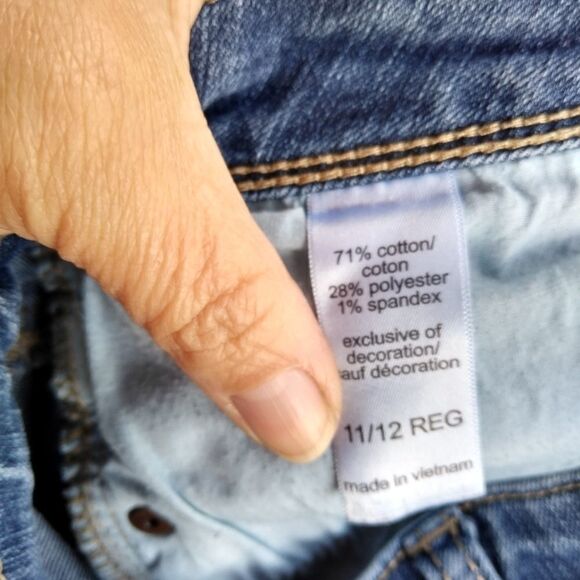 71% cotton/
coton
28% polyester
1% spandex
exclusive of
decoration/
sauf décoration
11/12 REG
made in vietnam